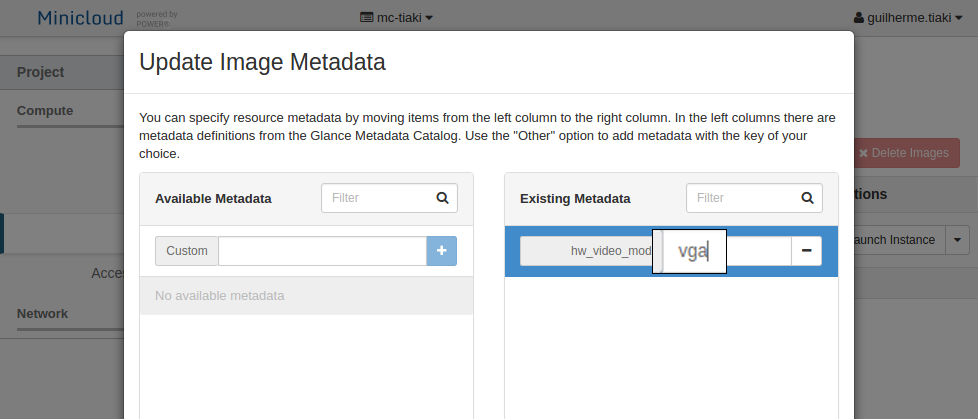 Minicloud powered by POWER8
mc-tiaki
guilherme.tiaki
Project
Compute
Acces
Network
Delete Images
tions
aunch Instance
Update Image Metadata
You can specify resource metadata by moving items from the left column to the right column. In the left columns there are
metadata definitions from the Glance Metadata Catalog. Use the "Other" option to add metadata with the key of your
choice.
Available Metadata Filter
Custom
No available metadata
Existing Metadata Filter
hw_video_mod vga